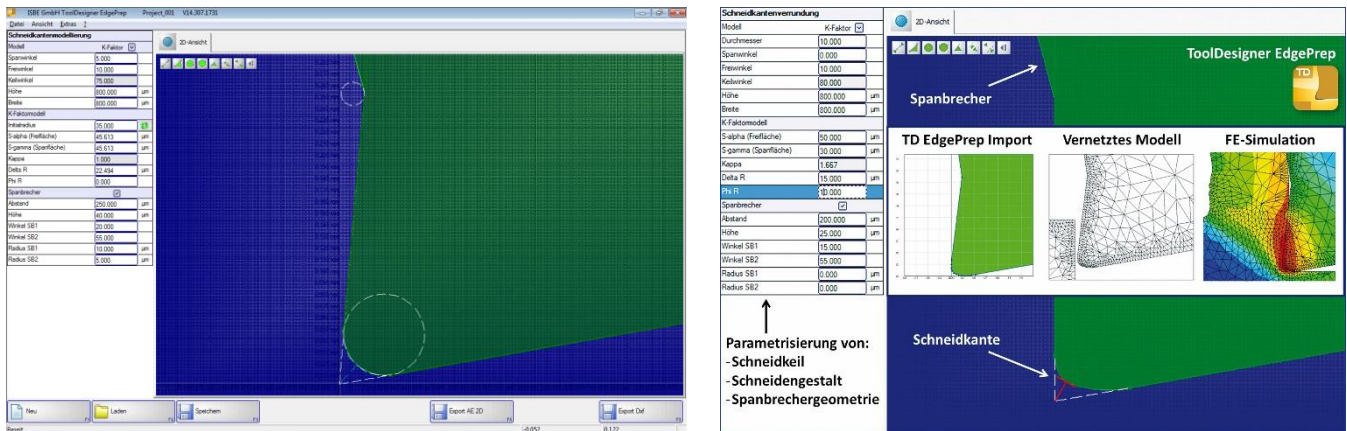 ISBE GmbH ToolDesigner EdgePrep Project_001 V14.307.1731
Datei Ansicht Extras ?
Schneidkantenmodellierung
Modell K-Faktor
Spanwinkel 5.000
Freiwinkel 10.000
Keilwinkel 75.000
Höhe 800.000 µm
Breite 800.000 µm
K-Faktormodell
Initialradius 35.000
S-alpha (Freifläche) 45.613 µm
S-gamma (Spanfläche) 45.613 µm
Kappa 1.000
Delta R 22.494 µm
Phi R 0.000
Spanbrecher
Abstand 250.000 µm
Höhe 40.000 µm
Winkel SB1 20.000
Winkel SB2 55.000
Radius SB1 10.000 µm
Radius SB2 5.000 µm
2D-Ansicht
Neu
Laden
Speichern
Export AE 2D
Export Dxf
Bereit
-0.052 0.122
Schneidkantenverrundung
Modell K-Faktor
Durchmesser 10.000
Spanwinkel 0.000
Freiwinkel 10.000
Keilwinkel 80.000
Höhe 800.000 µm
Breite 800.000 µm
K-Faktormodell
S-alpha (Freifläche) 50.000 µm
S-gamma (Spanfläche) 30.000 µm
Kappa 1.667
Delta R 15.000 µm
Phi R 10.000
Spanbrecher
Abstand 200.000 µm
Höhe 25.000 µm
Winkel SB1 15.000
Winkel SB2 55.000
Radius SB1 0.000 µm
Radius SB2 0.000 µm
Parametrisierung von:
-Schneidkeil
-Schneidengestalt
-Spanbrechergeometrie
2D-Ansicht
ToolDesigner EdgePrep
TD
Spanbrecher
TD EdgePrep Import
Vernetztes Modell
FE-Simulation
Schneidkante